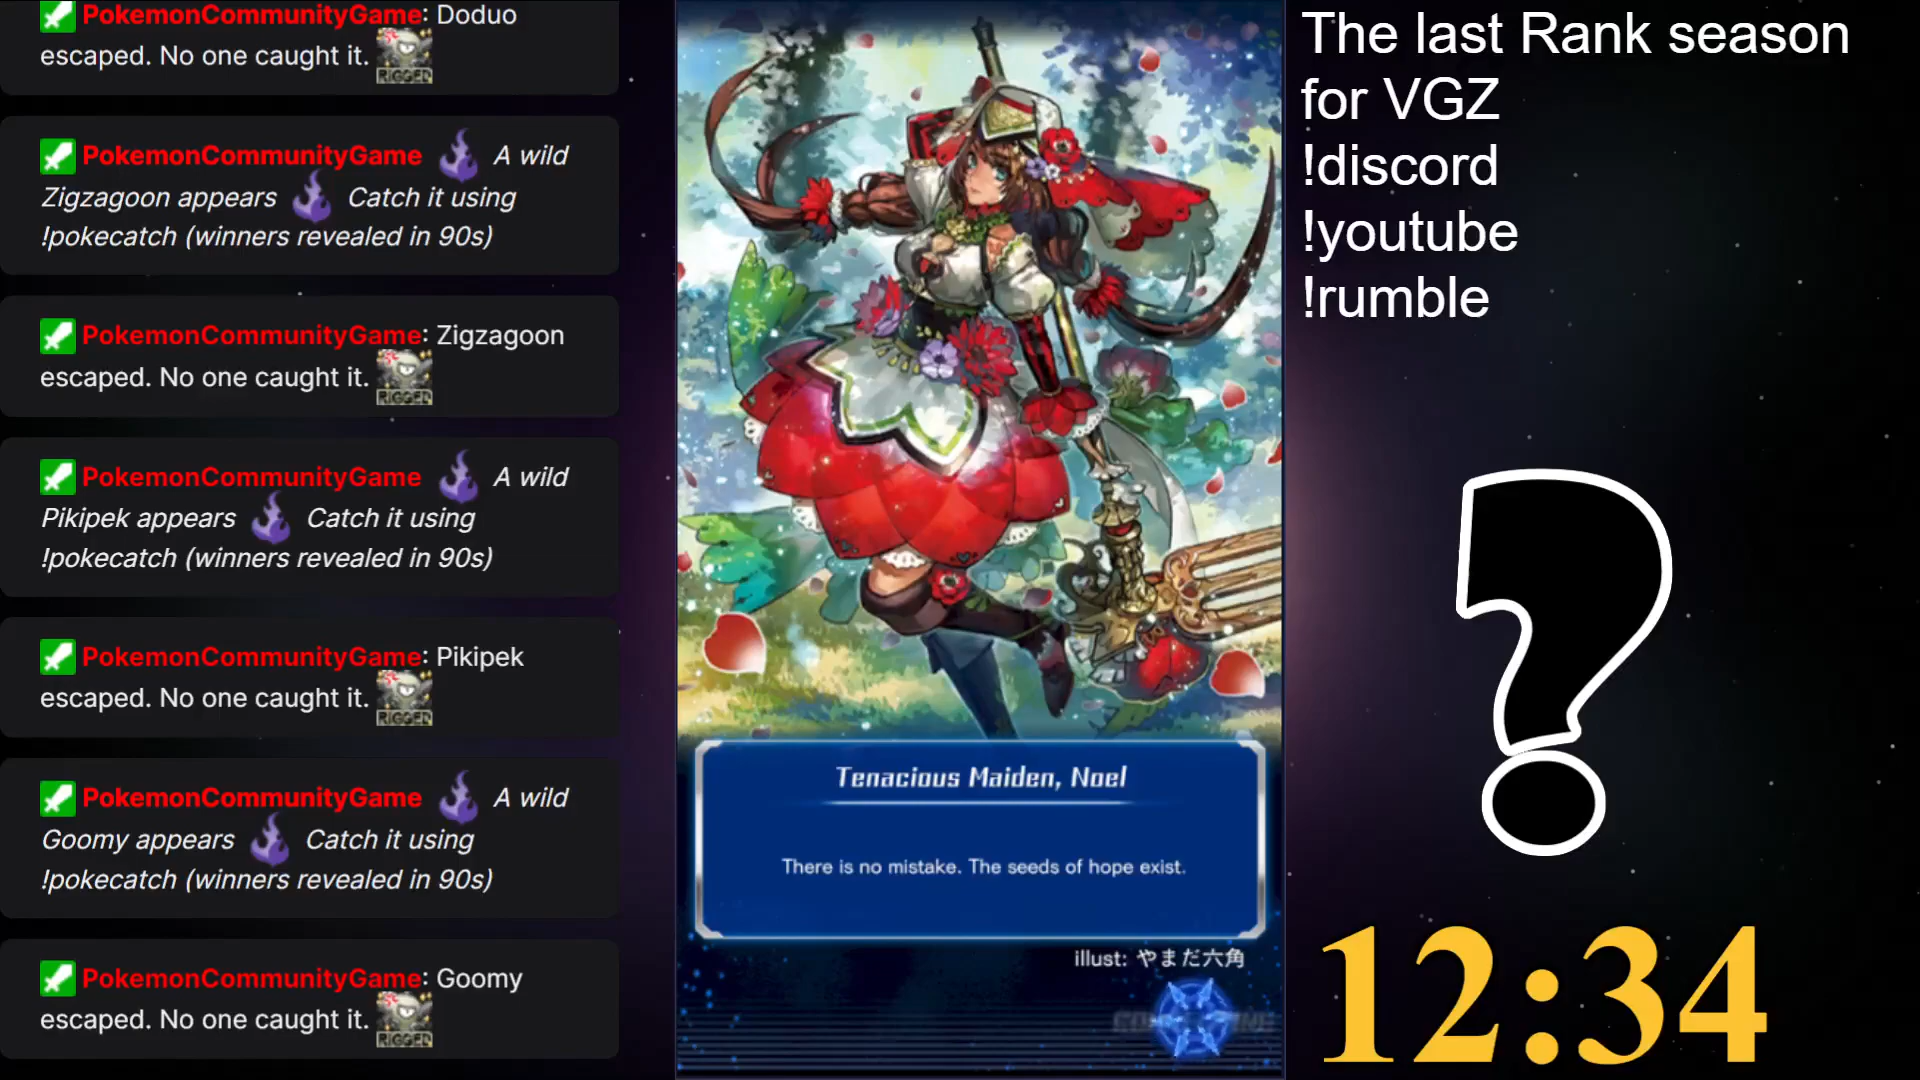 PokemonCommunityGame: Doduo
escaped. No one caught it.
RIGGED
PokemonCommunityGame A wild
Zigzagoon appears Catch it using
!pokecatch (winners revealed in 90s)
PokemonCommunityGame: Zigzagoon
escaped. No one caught it.
RIGGED
PokemonCommunityGame A wild
Pikipek appears Catch it using
!pokecatch (winners revealed in 90s)
PokemonCommunityGame: Pikipek
escaped. No one caught it.
RIGGED
PokemonCommunityGame A wild
Goomy appears Catch it using
!pokecatch (winners revealed in 90s)
PokemonCommunityGame: Goomy
escaped. No one caught it.
RIGGED
Tenacious Maiden, Noel
There is no mistake. The seeds of hope exist.
illust: やまだ六角
The last Rank season
for VGZ
!discord
!youtube
!rumble
?
12:34